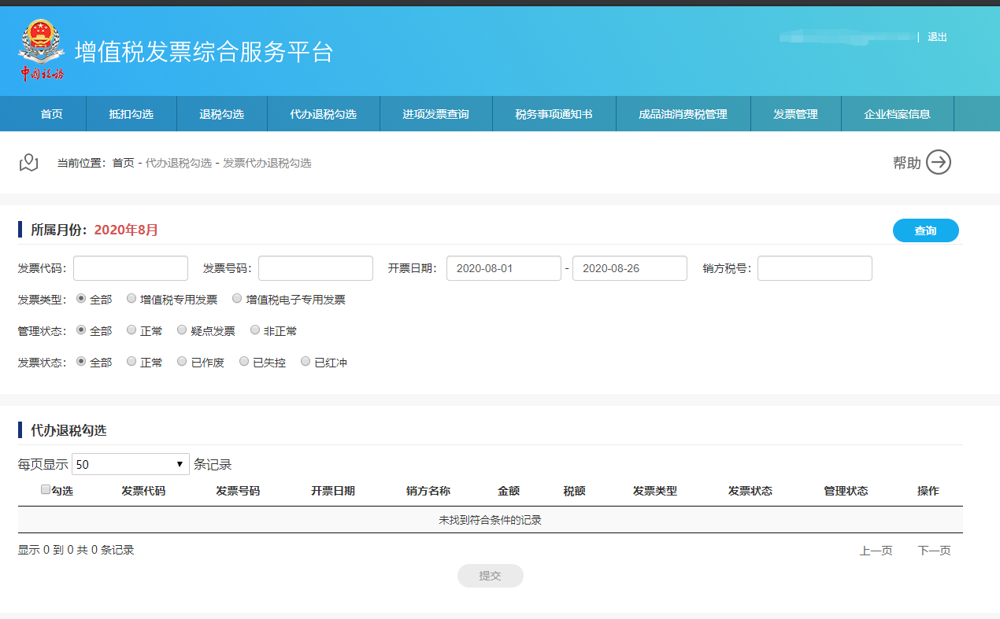 中国税务
增值税发票综合服务平台
| 退出
首页 抵扣勾选 退税勾选 代办退税勾选 进项发票查询 税务事项通知书 成品油消费税管理 发票管理 企业档案信息
当前位置：首页 - 代办退税勾选 - 发票代办退税勾选
帮助
所属月份：2020年8月
查询
发票代码： 发票号码： 开票日期： 2020-08-01 - 2020-08-26 销方税号：
发票类型： 全部 增值税专用发票 增值税电子专用发票
管理状态： 全部 正常 疑点发票 非正常
发票状态： 全部 正常 已作废 已失控 已红冲
代办退税勾选
每页显示 50 条记录
勾选 发票代码 发票号码 开票日期 销方名称 金额 税额 发票类型 发票状态 管理状态 操作
未找到符合条件的记录
显示 0 到 0 共 0 条记录
上一页 下一页
提交